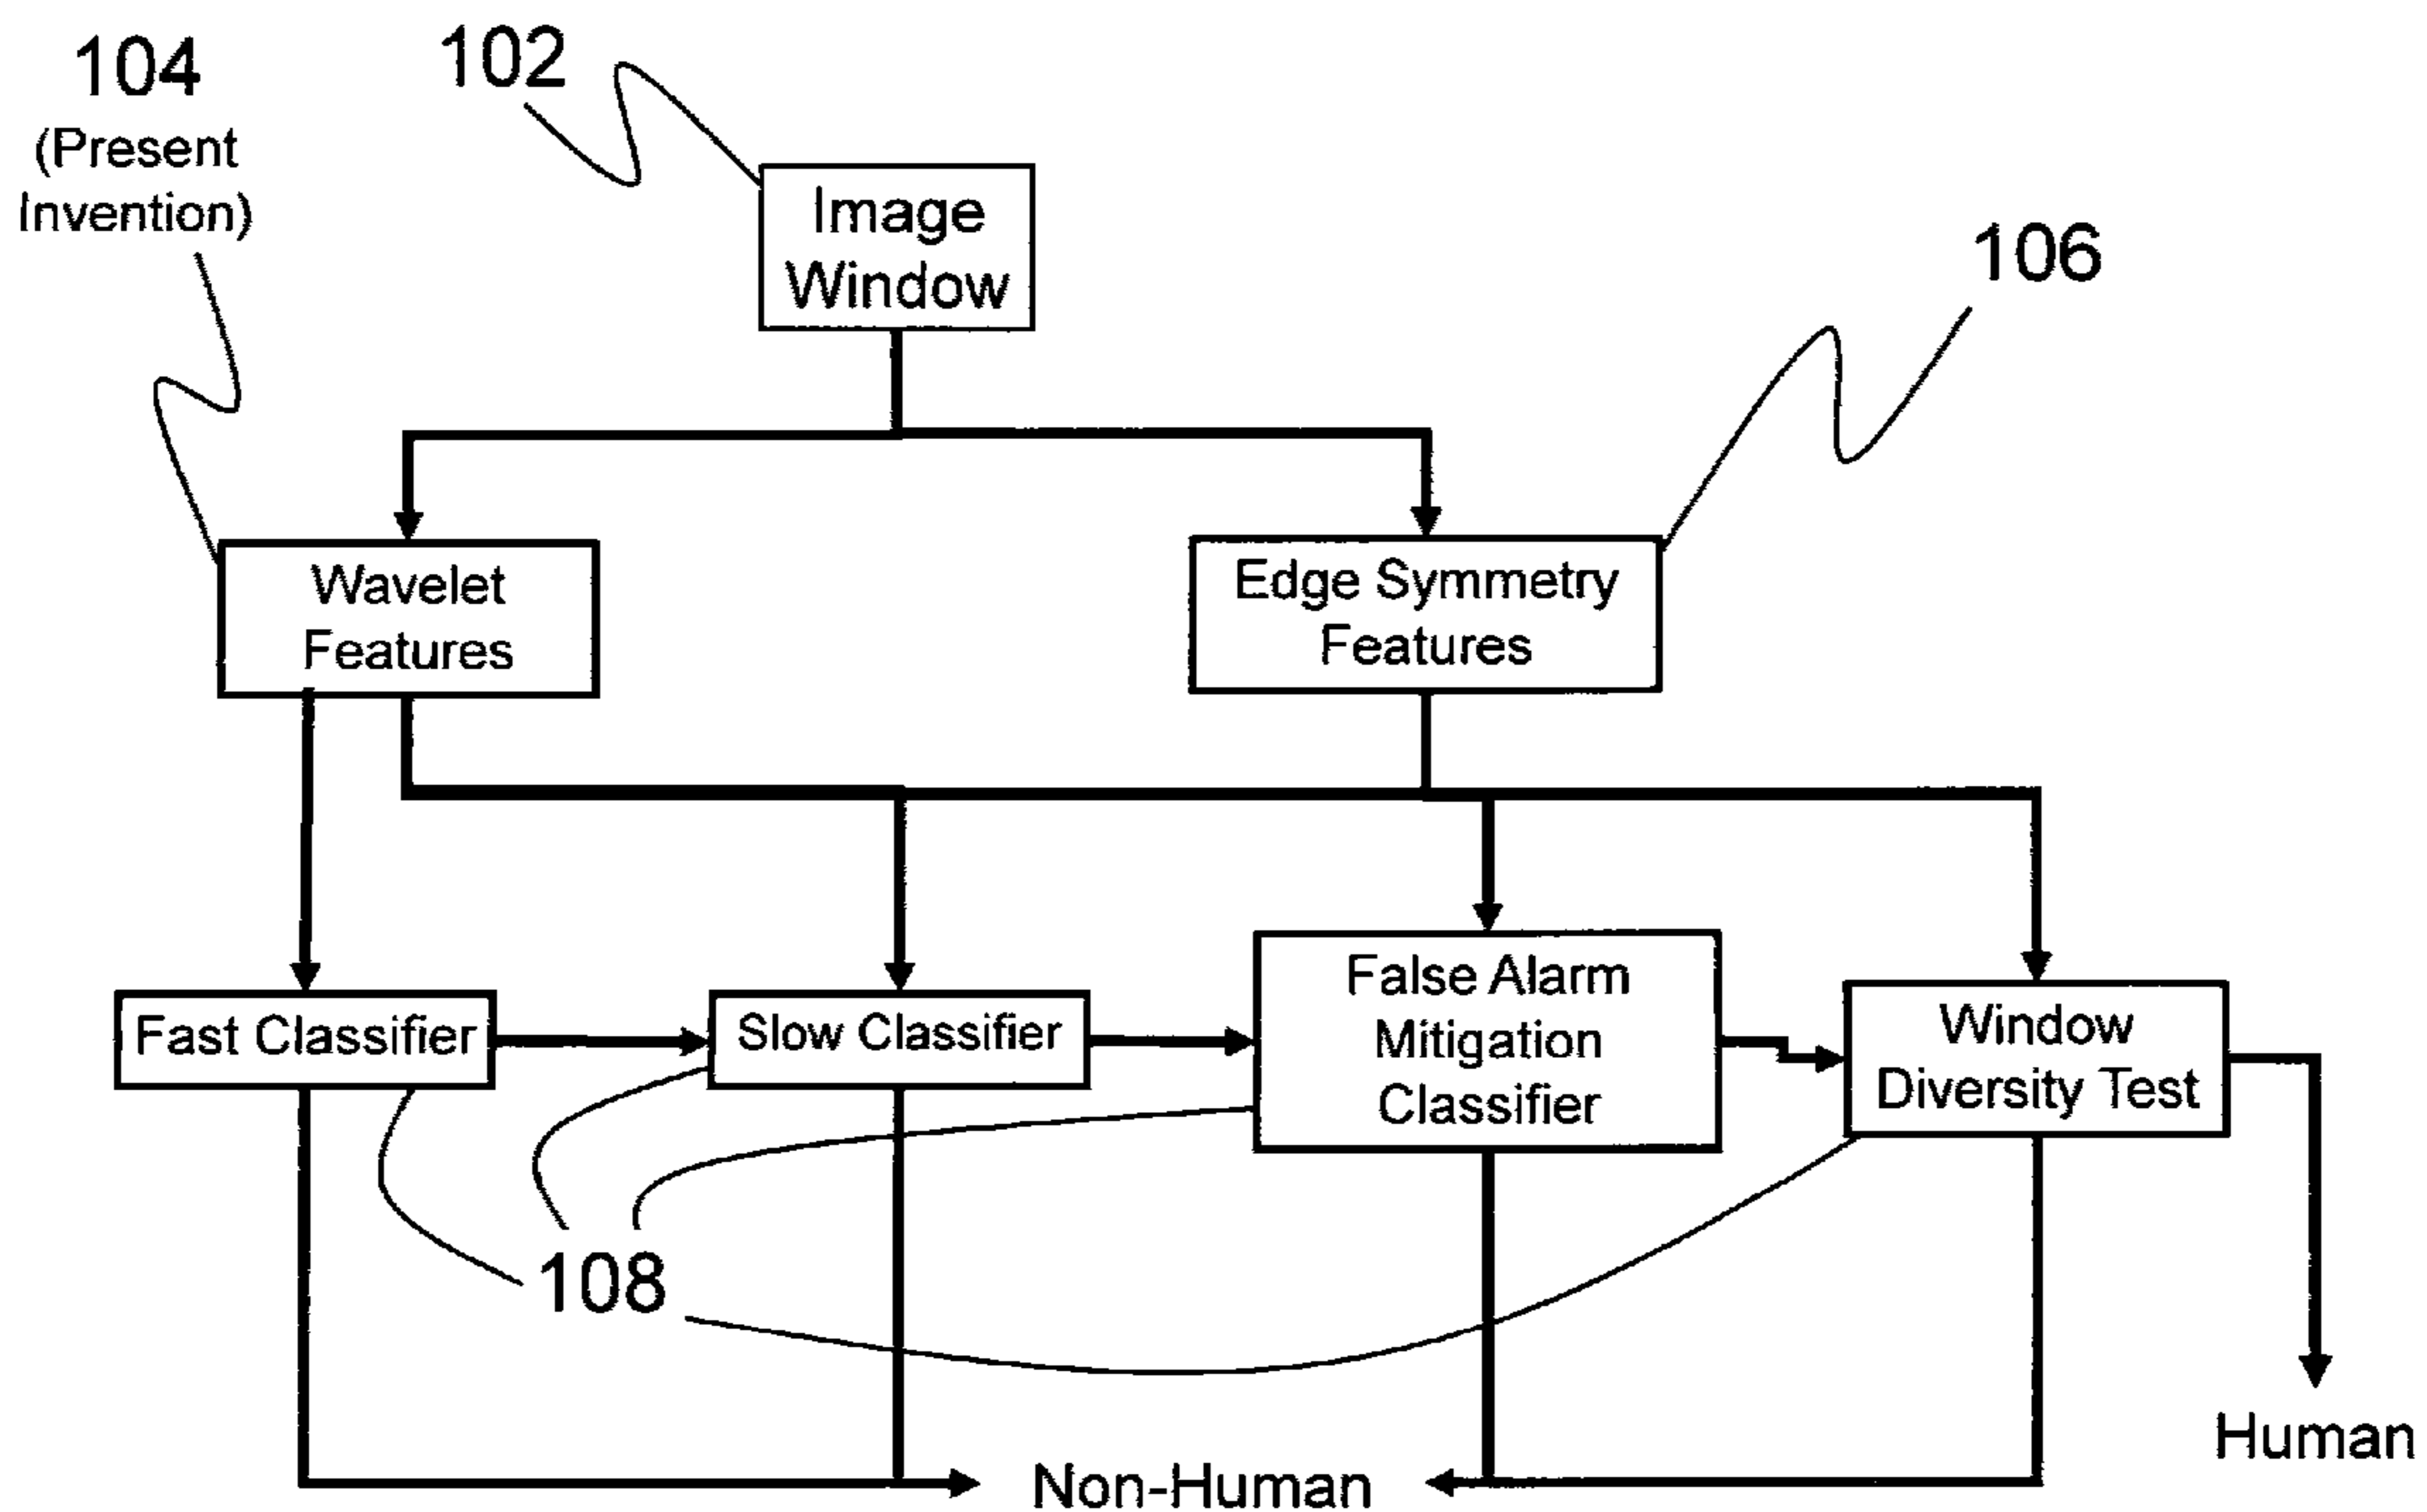 104
(Present
Invention)
102
Image
Window
106
Wavelet
Features
Edge Symmetry
Features
Fast Classifier
Slow Classifier
False Alarm
Mitigation
Classifier
Window
Diversity Test
108
Human
Non-Human